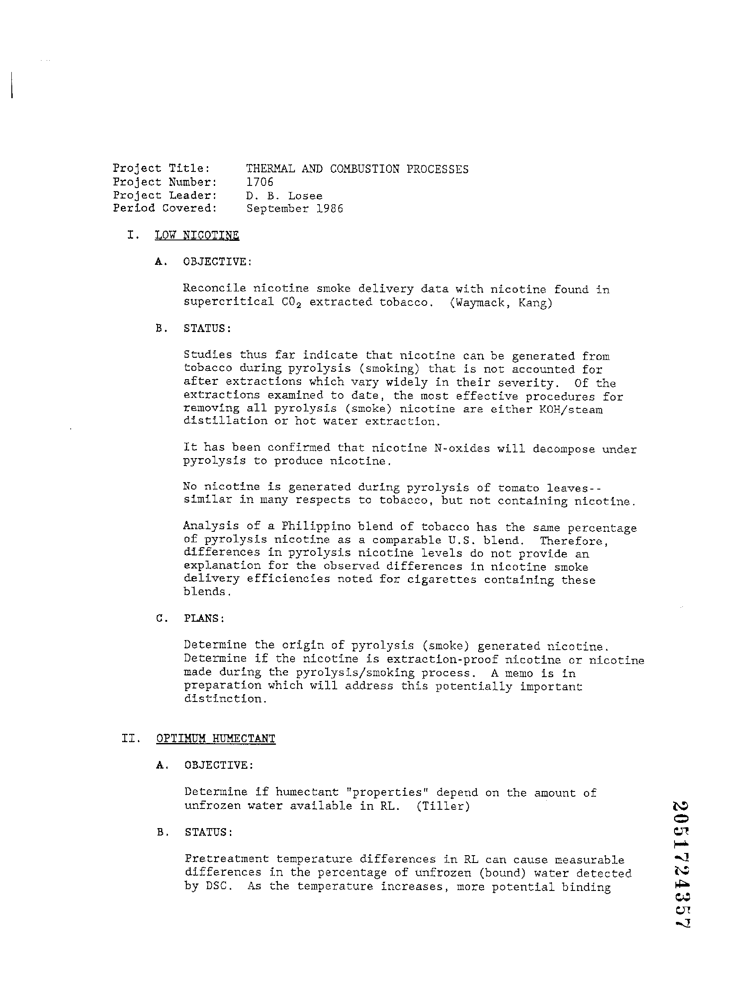 Project Title: THERMAL AND COMBUSTION PROCESSES
Project Number: 1706
Project Leader: D. B. Losee
Period Covered: September 1986
I. LOW NICOTINE
A. OBJECTIVE:
Reconcile nicotine smoke delivery data with nicotine found in
supercritical CO₂ extracted tobacco. (Waymack, Kang)
B. STATUS:
Studies thus far indicate that nicotine can be generated from
tobacco during pyrolysis (smoking) that is not accounted for
after extractions which vary widely in their severity. Of the
extractions examined to date, the most effective procedures for
removing all pyrolysis (smoke) nicotine are either KOH/steam
distillation or hot water extraction.
It has been confirmed that nicotine N-oxides will decompose under
pyrolysis to produce nicotine.
No nicotine is generated during pyrolysis of tomato leaves--
similar in many respects to tobacco, but not containing nicotine.
Analysis of a Philippino blend of tobacco has the same percentage
of pyrolysis nicotine as a comparable U.S. blend. Therefore,
differences in pyrolysis nicotine levels do not provide an
explanation for the observed differences in nicotine smoke
delivery efficiencies noted for cigarettes containing these
blends.
C. PLANS:
Determine the origin of pyrolysis (smoke) generated nicotine.
Determine if the nicotine is extraction-proof nicotine or nicotine
made during the pyrolysis/smoking process. A memo is in
preparation which will address this potentially important
distinction.
II. OPTIMUM HUMECTANT
A. OBJECTIVE:
Determine if humectant "properties" depend on the amount of
unfrozen water available in RL. (Tiller)
B. STATUS:
Pretreatment temperature differences in RL can cause measurable
differences in the percentage of unfrozen (bound) water detected
by DSC. As the temperature increases, more potential binding
2051724357